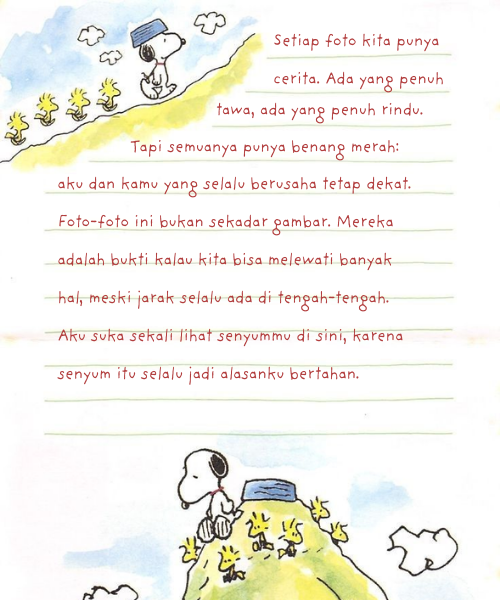 Setiap foto kita punya
cerita. Ada yang penuh
tawa, ada yang penuh rindu.
Tapi semuanya punya benang merah:
aku dan kamu yang selalu berusaha tetap dekat.
Foto-foto ini bukan sekadar gambar. Mereka
adalah bukti kalau kita bisa melewati banyak
hal, meski jarak selalu ada di tengah-tengah.
Aku suka sekali lihat senyummu di sini, karena
senyum itu selalu jadi alasanku bertahan.